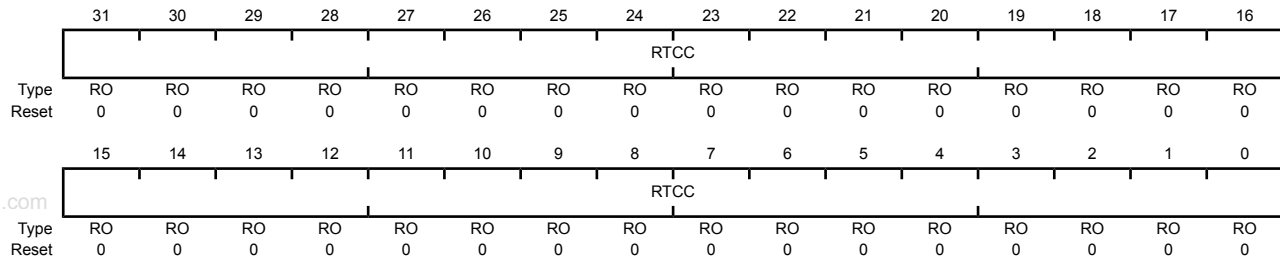 31 30 29 28 27 26 25 24 23 22 21 20 19 18 17 16
RTCC
Type RO RO RO RO RO RO RO RO RO RO RO RO RO RO RO RO
Reset 0 0 0 0 0 0 0 0 0 0 0 0 0 0 0 0
15 14 13 12 11 10 9 8 7 6 5 4 3 2 1 0
RTCC
.com
Type RO RO RO RO RO RO RO RO RO RO RO RO RO RO RO RO
Reset 0 0 0 0 0 0 0 0 0 0 0 0 0 0 0 0